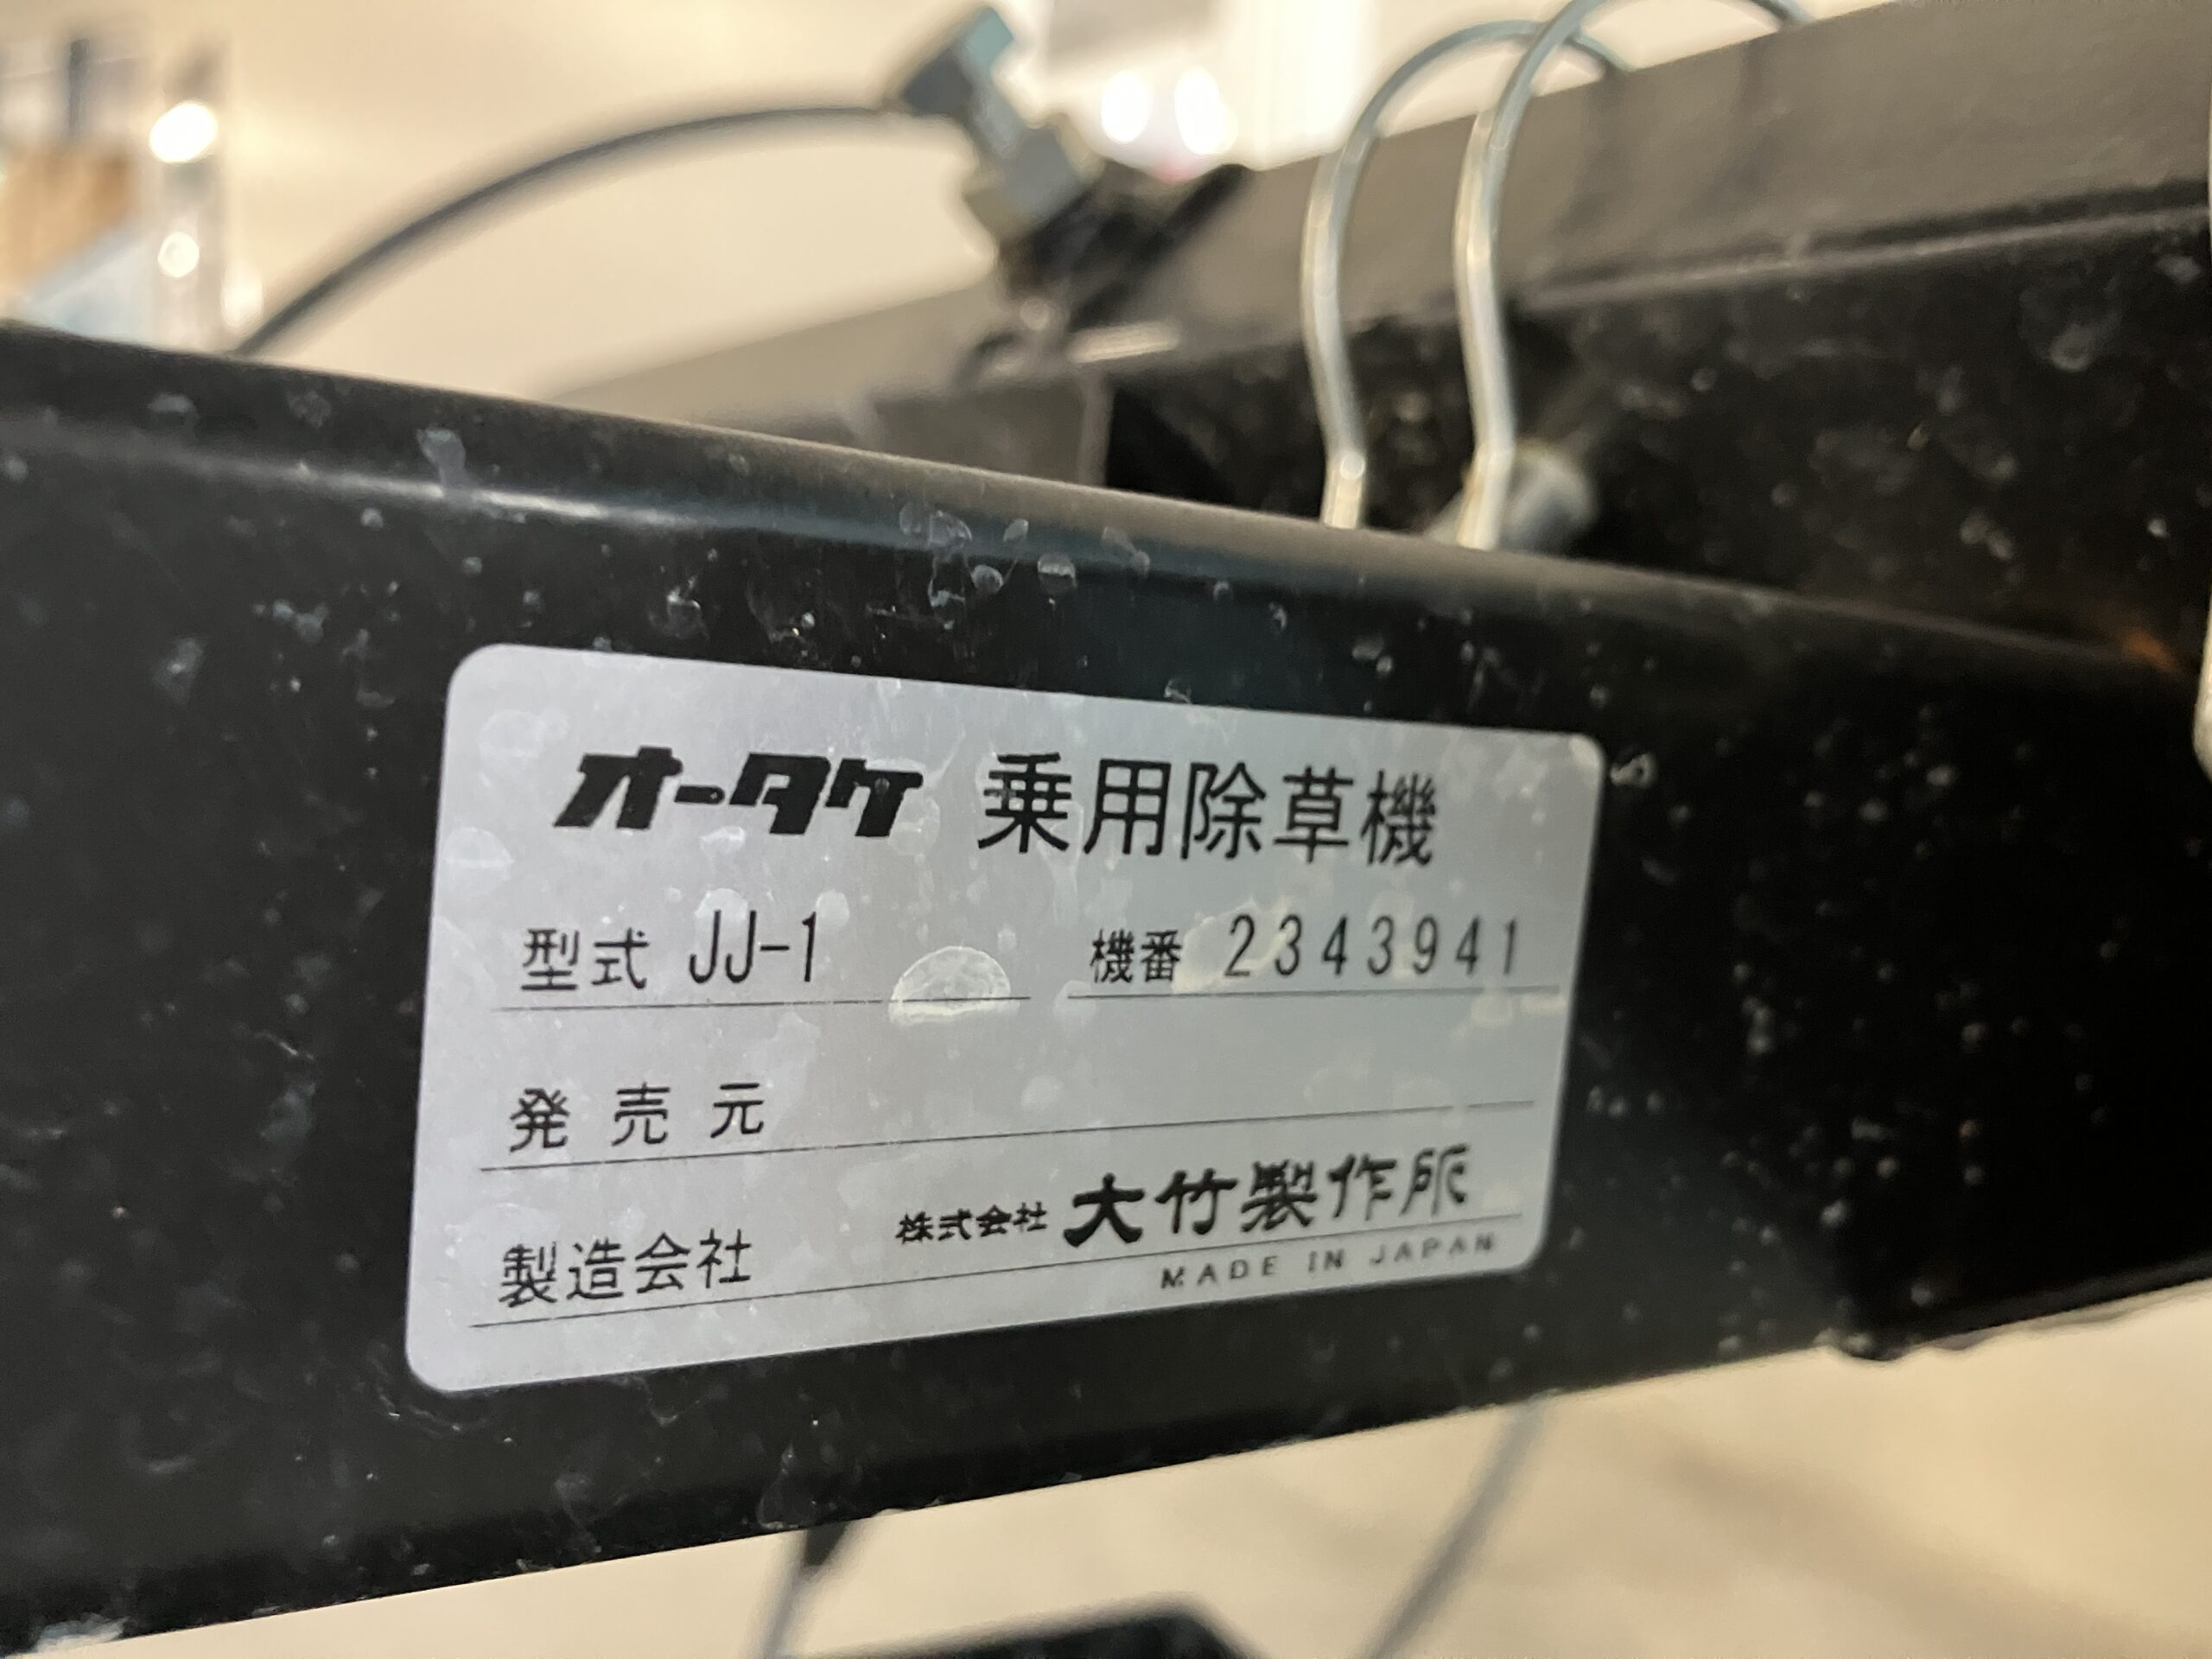 オータケ 乗用除草機
型式 JJ-1 機番 2343941
発売元
製造会社 株式会社 大竹製作所
MADE IN JAPAN